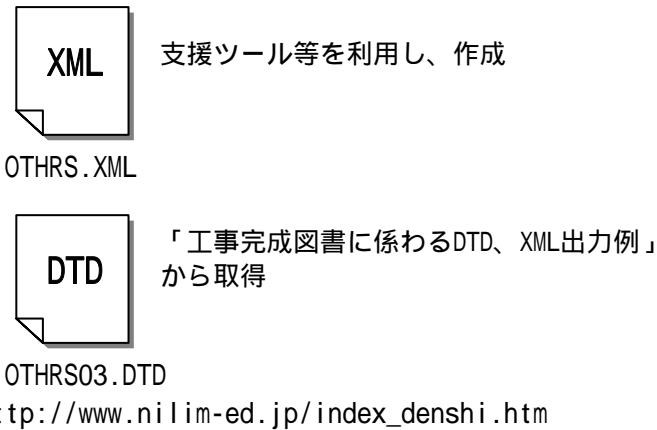 XML
支援ツール等を利用し、作成
OTHRS.XML
DTD
「工事完成図書に係わるDTD、XML出力例」
から取得
OTHRS03.DTD
ttp://www.nilim-ed.jp/index_denshi.htm